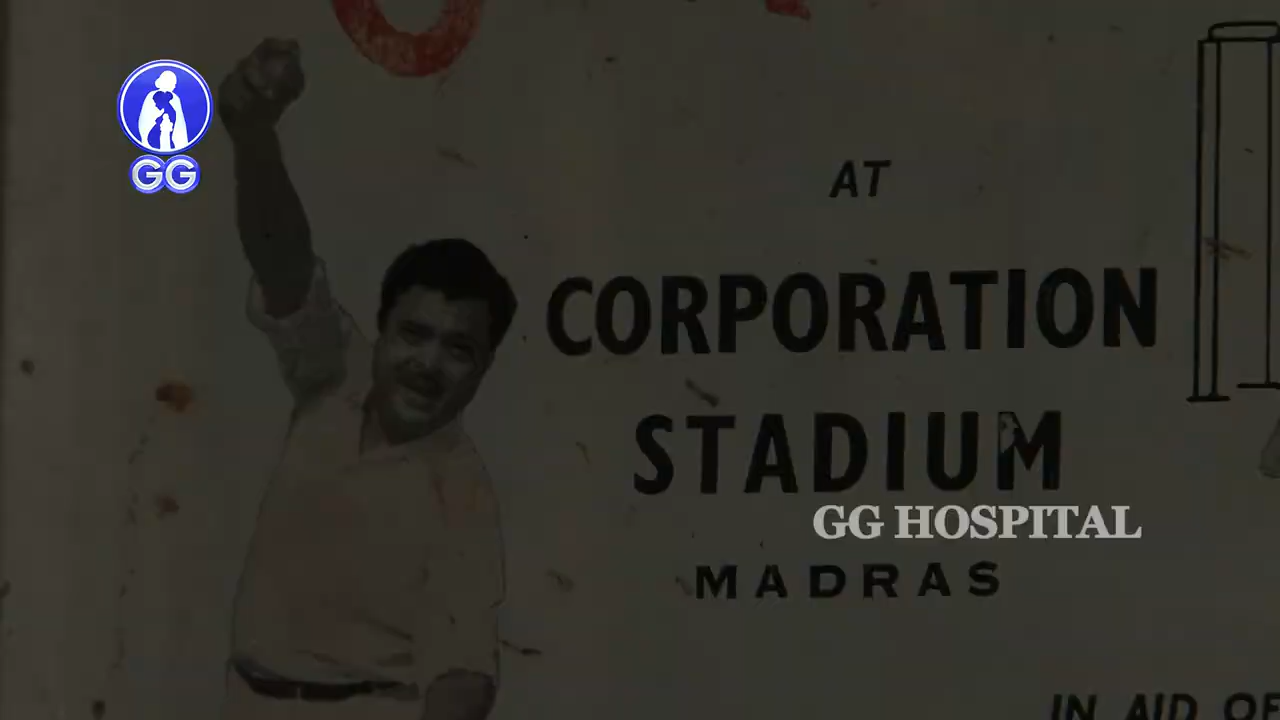 GG
AT
CORPORATION
STADIUM
GG HOSPITAL
MADRAS
IN AID OF